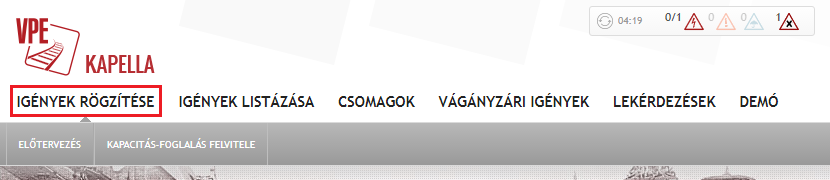 VPE
KAPELLA
04:19 0/1 0 0 1
IGÉNYEK RÖGZÍTÉSE IGÉNYEK LISTÁZÁSA CSOMAGOK VÁGÁNYZÁRI IGÉNYEK LEKÉRDEZÉSEK DEMÓ
ELŐTERVEZÉS KAPACITÁS-FOGLALÁS FELVITELE